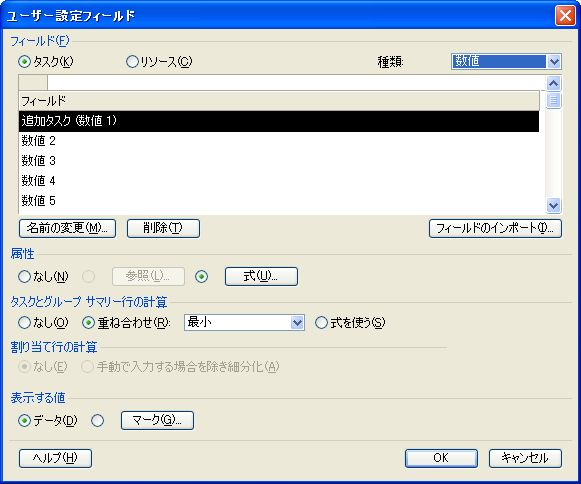 ユーザー設定フィールド
フィールド(F)
タスク(K) リソース(C) 種類: 数値
フィールド
追加タスク (数値 1)
数値 2
数値 3
数値 4
数値 5
名前の変更(M)... 削除(T) フィールドのインポート(I)...
属性
なし(N) 参照(L)... 式(U)...
タスクとグループ サマリー行の計算
なし(O) 重ね合わせ(R): 最小 式を使う(S)
割り当て行の計算
なし(E) 手動で入力する場合を除き細分化(A)
表示する値
データ(D) マーク(G)...
ヘルプ(H) OK キャンセル